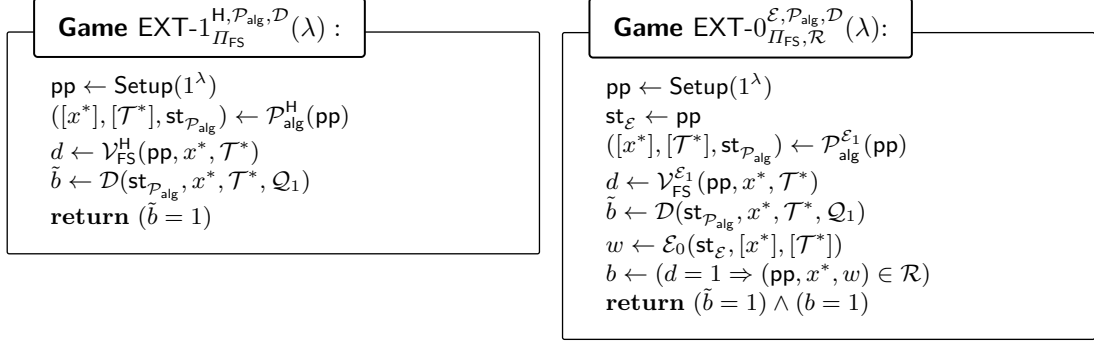 Game EXT-1^{H,𝒫_alg,𝒟}_{Π_FS}(λ) :
pp ← Setup(1^λ)
([x*], [𝒯*], st_{𝒫_alg}) ← 𝒫^H_alg(pp)
d ← 𝒱^H_FS(pp, x*, 𝒯*)
b̃ ← 𝒟(st_{𝒫_alg}, x*, 𝒯*, 𝒬_1)
return (b̃ = 1)
Game EXT-0^{ℰ,𝒫_alg,𝒟}_{Π_FS,ℛ}(λ):
pp ← Setup(1^λ)
st_ℰ ← pp
([x*], [𝒯*], st_{𝒫_alg}) ← 𝒫^{ℰ_1}_alg(pp)
d ← 𝒱^{ℰ_1}_FS(pp, x*, 𝒯*)
b̃ ← 𝒟(st_{𝒫_alg}, x*, 𝒯*, 𝒬_1)
w ← ℰ_0(st_ℰ, [x*], [𝒯*])
b ← (d = 1 ⇒ (pp, x*, w) ∈ ℛ)
return (b̃ = 1) ∧ (b = 1)